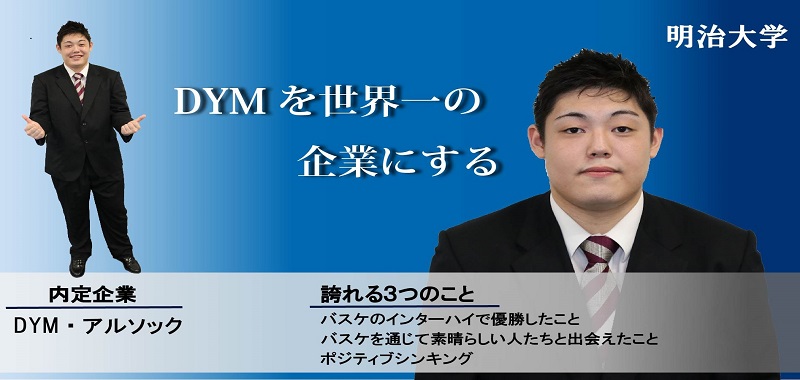 明治大学
DYMを世界一の
企業にする
内定企業
DYM・アルソック
誇れる3つのこと
バスケのインターハイで優勝したこと
バスケを通じて素晴らしい人たちと出会えたこと
ポジティブシンキング